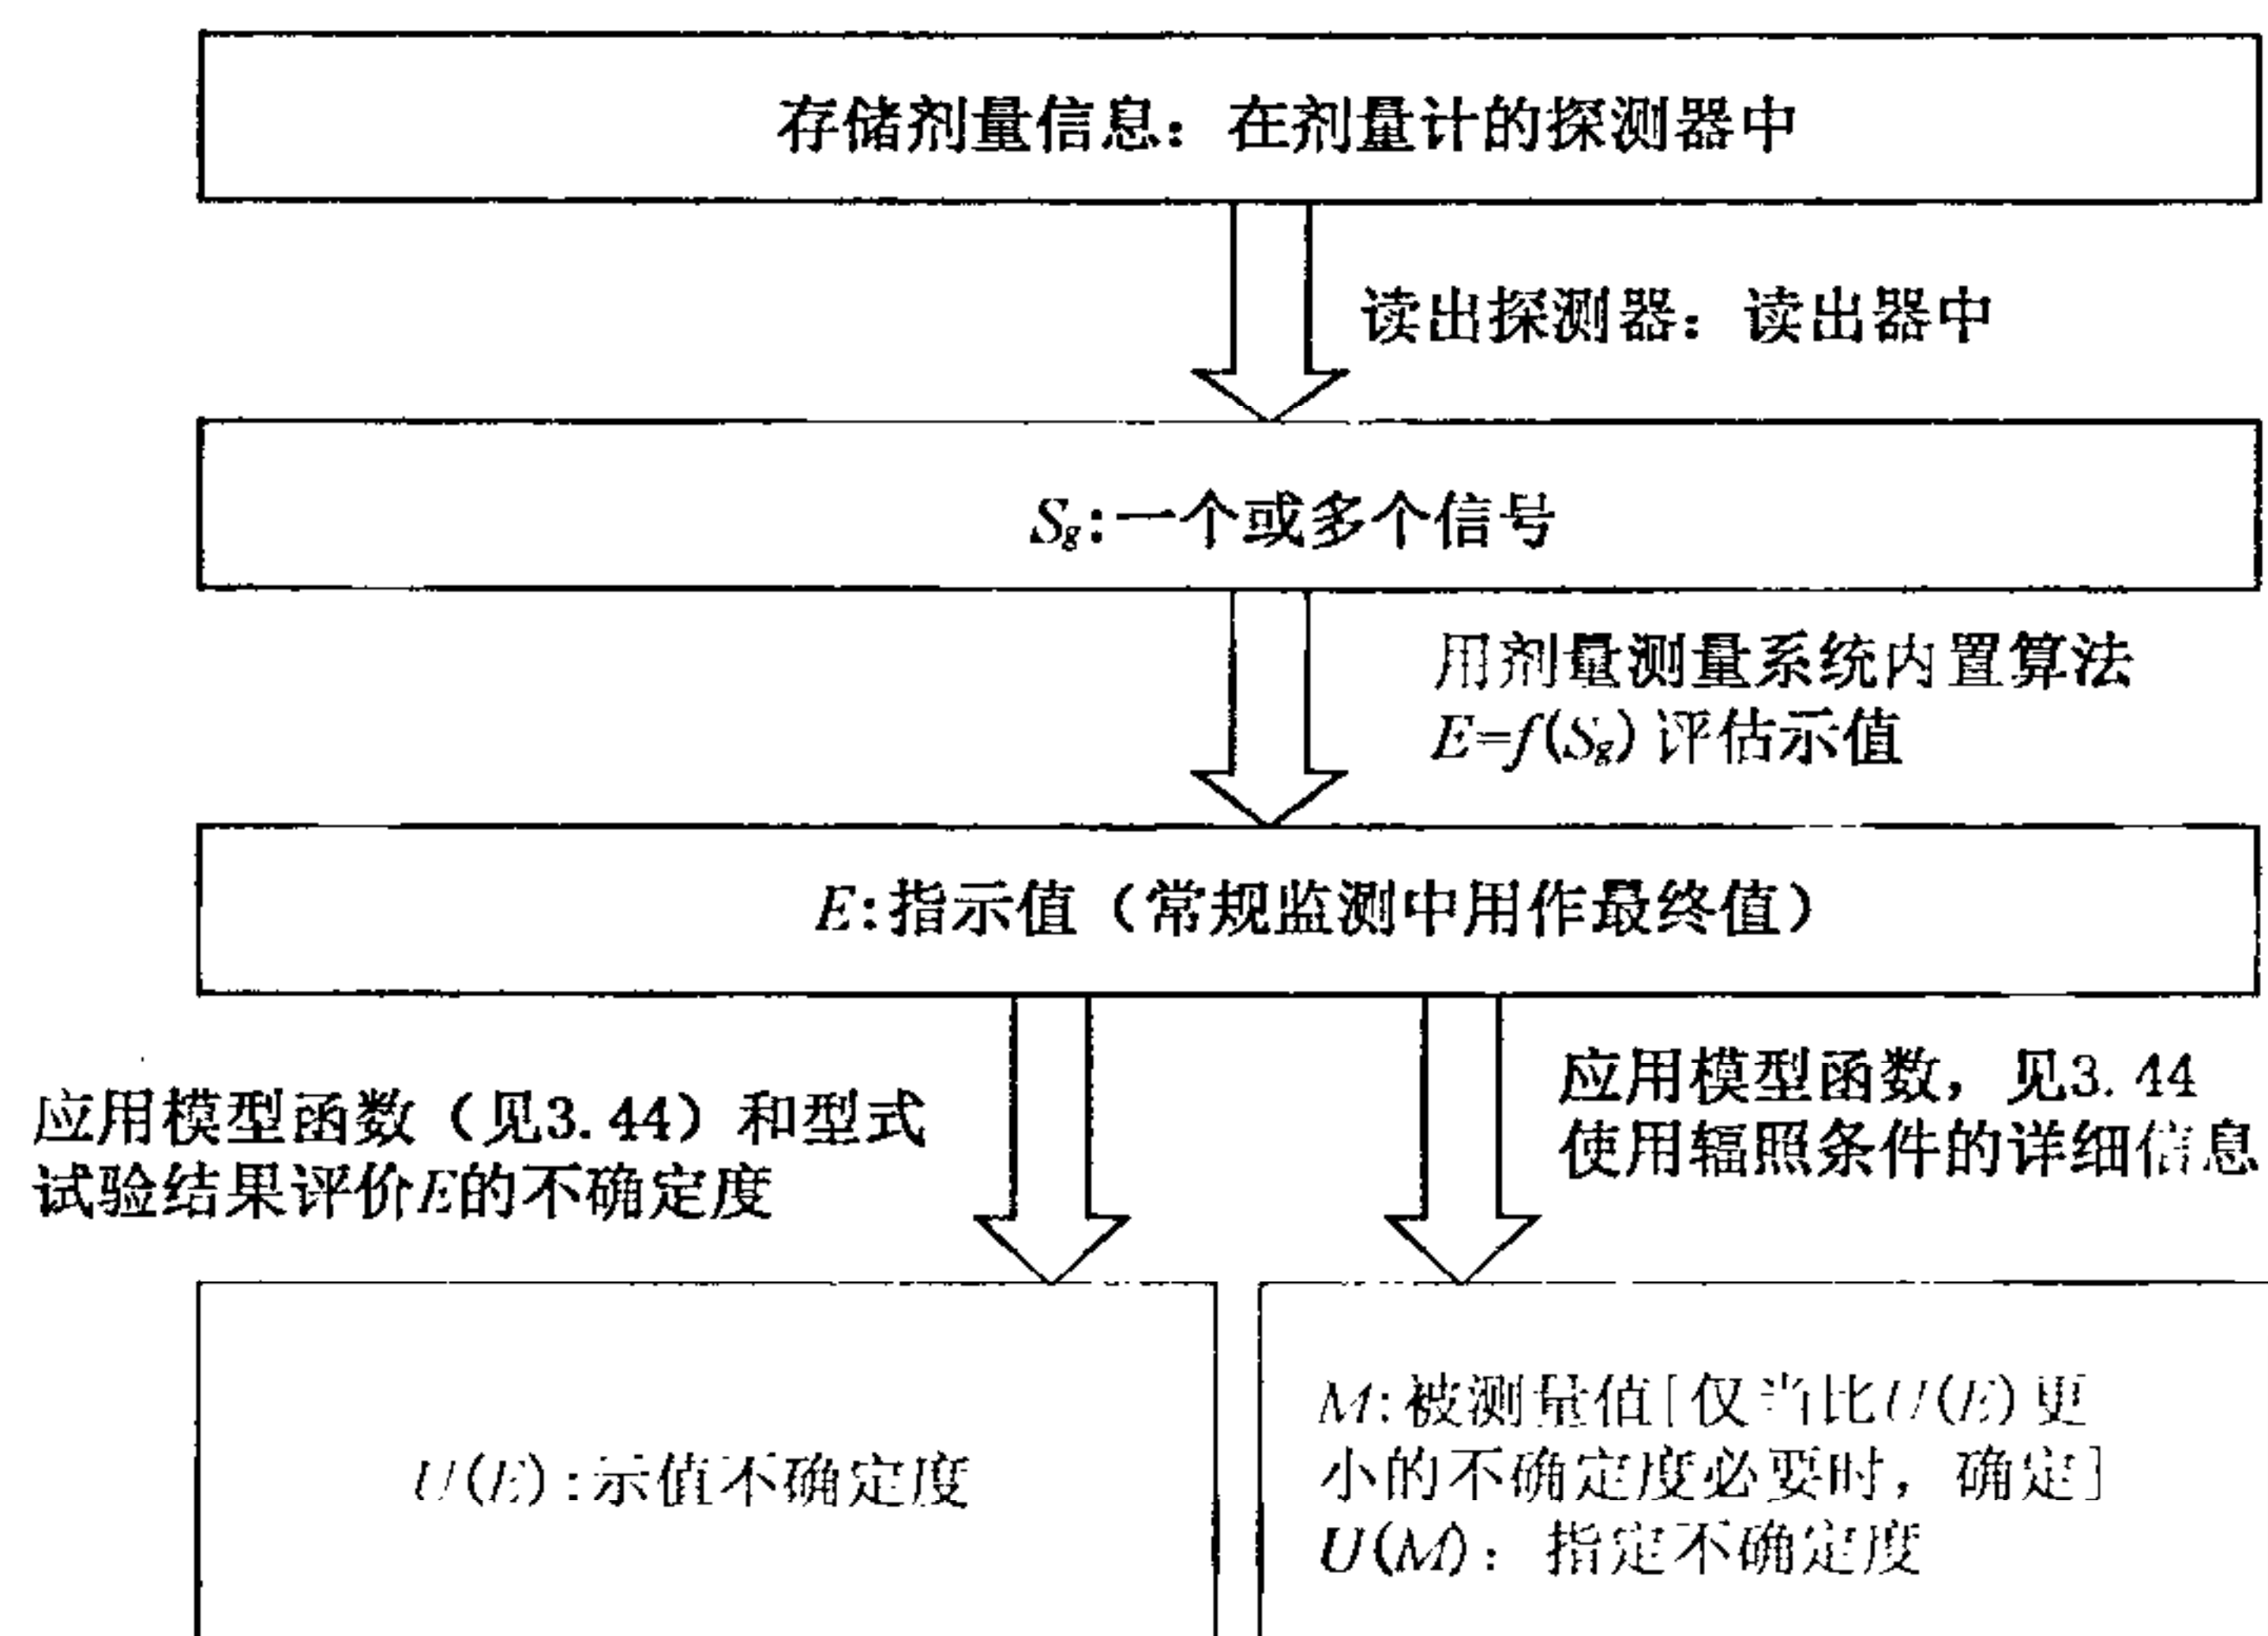 存储剂量信息：在剂量计的探测器中
读出探测器：读出器中
Sg:一个或多个信号
用剂量测量系统内置算法
E=f(Sg)评估示值
E:指示值（常规监测中用作最终值）
应用模型函数（见3.44）和型式
试验结果评价E的不确定度
应用模型函数，见3.44
使用辐照条件的详细信息
U(E):示值不确定度
M:被测量值[仅当比U(E)更
小的不确定度必要时，确定]
U(M)：指定不确定度